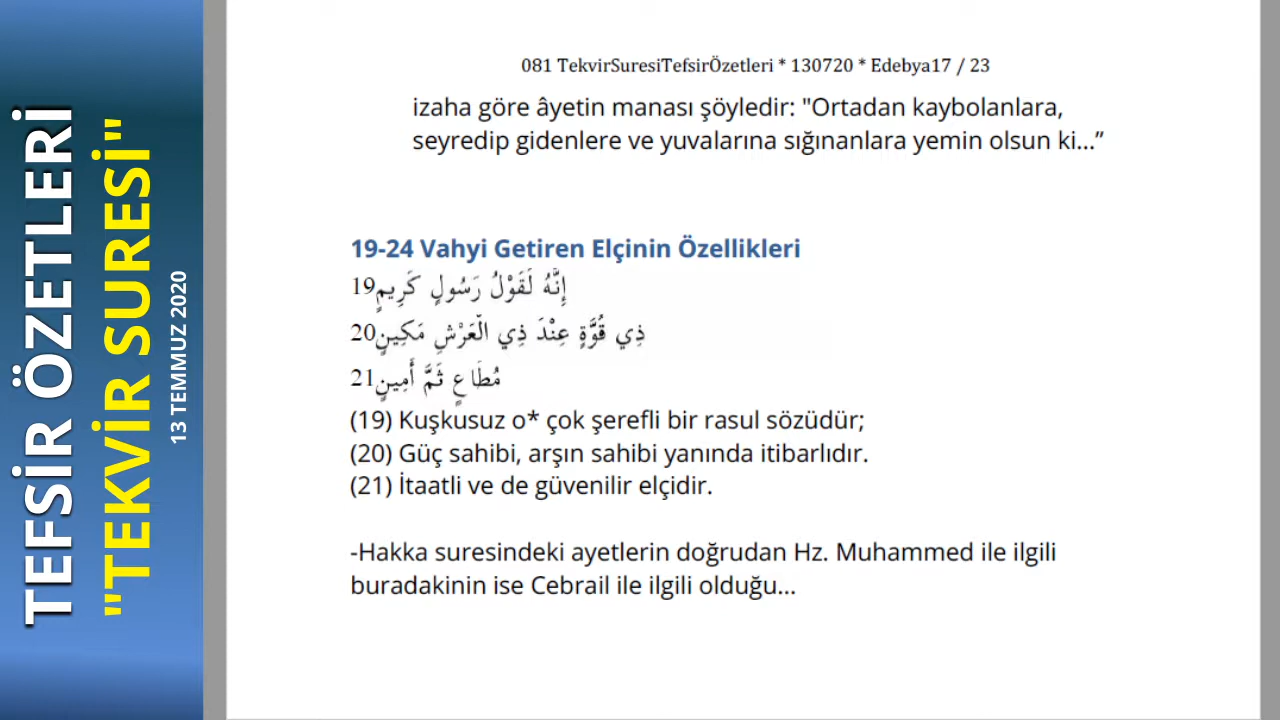 TEFSİR ÖZETLERİ
"TEKVİR SURESİ"
13 TEMMUZ 2020
081 TekvirSuresiTefsirÖzetleri * 130720 * Edebya17 / 23
izaha göre âyetin manası şöyledir: "Ortadan kaybolanlara,
seyredip gidenlere ve yuvalarına sığınanlara yemin olsun ki...”
19-24 Vahyi Getiren Elçinin Özellikleri
إِنَّهُ لَقَوْلُ رَسُولٍ كَرِيمٍ19
ذِي قُوَّةٍ عِنْدَ ذِي الْعَرْشِ مَكِينٍ20
مُطَاعٍ ثَمَّ أَمِينٍ21
(19) Kuşkusuz o* çok şerefli bir rasul sözüdür;
(20) Güç sahibi, arşın sahibi yanında itibarlıdır.
(21) İtaatli ve de güvenilir elçidir.
-Hakka suresindeki ayetlerin doğrudan Hz. Muhammed ile ilgili
buradakinin ise Cebrail ile ilgili olduğu...